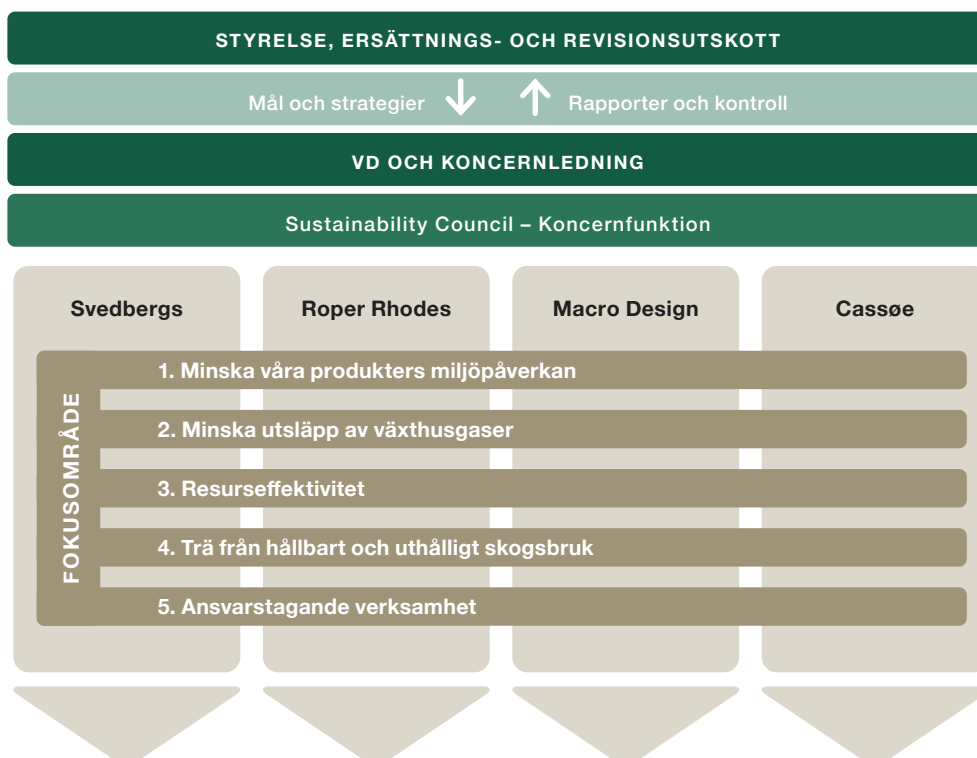 STYRELSE, ERSÄTTNINGS- OCH REVISIONSUTSKOTT
Mål och strategier
Rapporter och kontroll
VD OCH KONCERNLEDNING
Sustainability Council – Koncernfunktion
Svedbergs
Roper Rhodes
Macro Design
Cassøe
FOKUSOMRÅDE
1. Minska våra produkters miljöpåverkan
2. Minska utsläpp av växthusgaser
3. Resurseffektivitet
4. Trä från hållbart och uthålligt skogsbruk
5. Ansvarstagande verksamhet